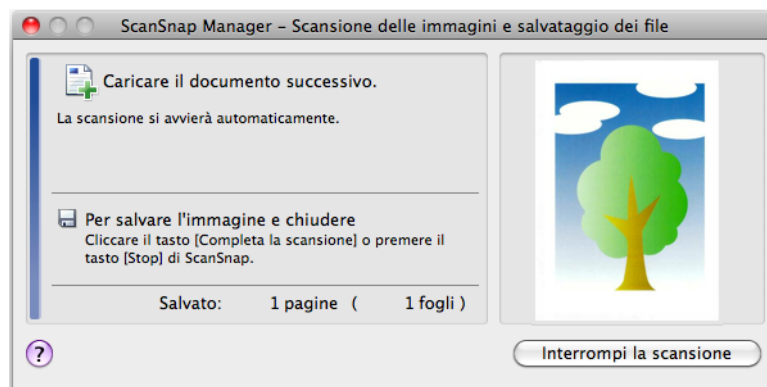 ScanSnap Manager – Scansione delle immagini e salvataggio dei file
Caricare il documento successivo.
La scansione si avvierà automaticamente.
Per salvare l'immagine e chiudere
Cliccare il tasto [Completa la scansione] o premere il
tasto [Stop] di ScanSnap.
Salvato: 1 pagine ( 1 fogli )
?
Interrompi la scansione